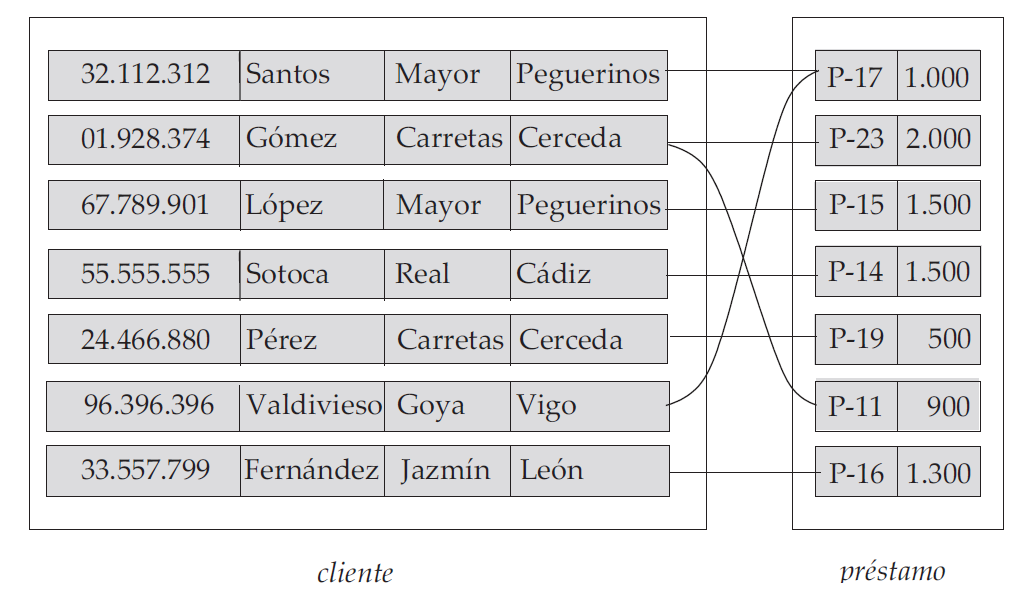 32.112.312 Santos Mayor Peguerinos P-17 1.000
01.928.374 Gómez Carretas Cerceda P-23 2.000
67.789.901 López Mayor Peguerinos P-15 1.500
55.555.555 Sotoca Real Cádiz P-14 1.500
24.466.880 Pérez Carretas Cerceda P-19 500
96.396.396 Valdivieso Goya Vigo P-11 900
33.557.799 Fernández Jazmín León P-16 1.300
cliente préstamo